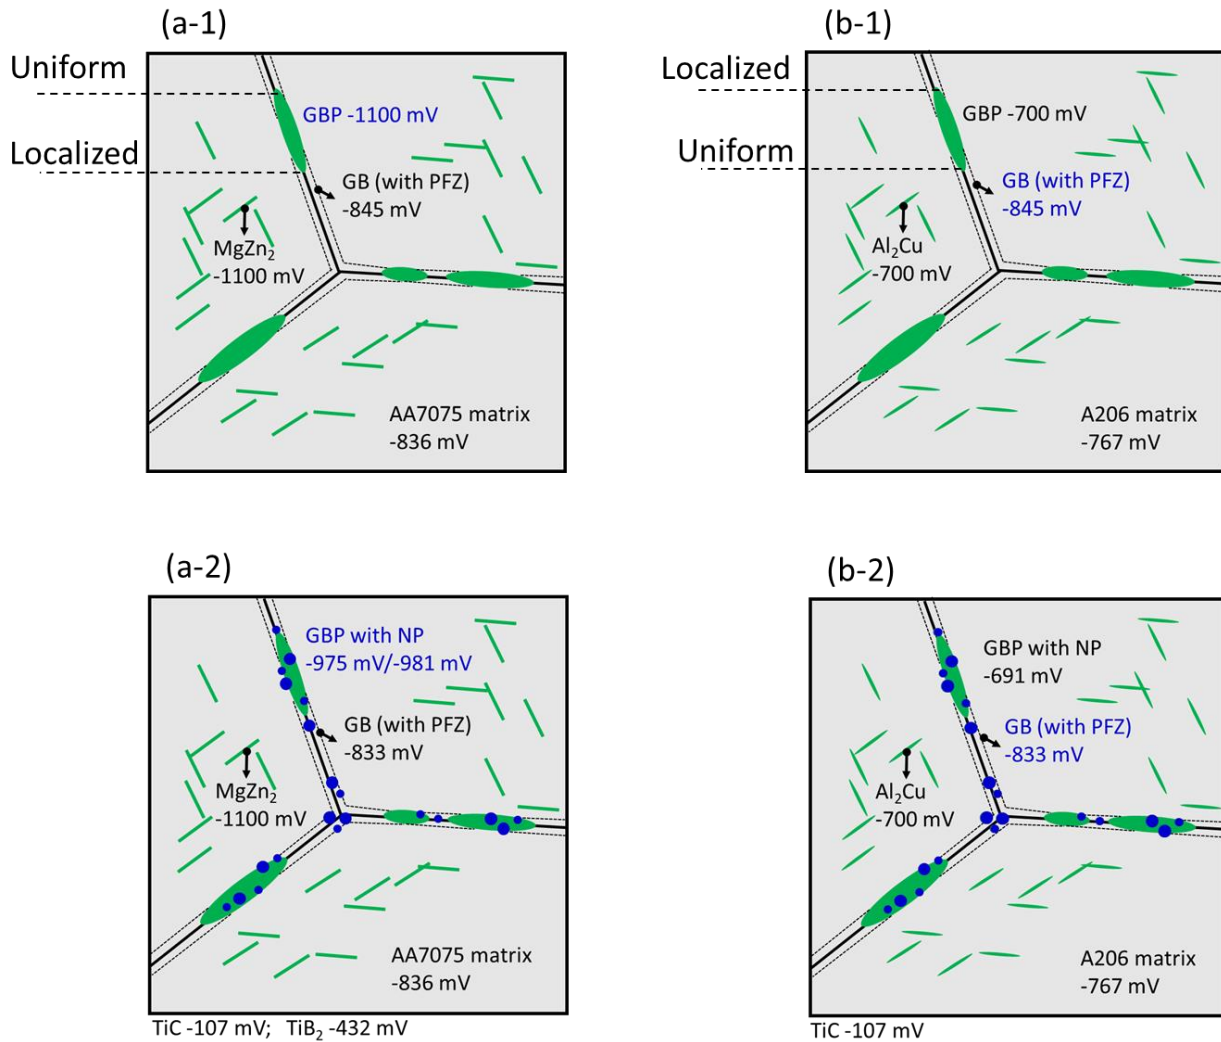 (a-1)
Uniform
GBP -1100 mV
Localized
GB (with PFZ)
-845 mV
MgZn2
-1100 mV
AA7075 matrix
-836 mV
(b-1)
Localized
GBP -700 mV
Uniform
GB (with PFZ)
-845 mV
Al2Cu
-700 mV
A206 matrix
-767 mV
(a-2)
GBP with NP
-975 mV/-981 mV
GB (with PFZ)
-833 mV
MgZn2
-1100 mV
AA7075 matrix
-836 mV
TiC -107 mV; TiB2 -432 mV
(b-2)
GBP with NP
-691 mV
GB (with PFZ)
-833 mV
Al2Cu
-700 mV
A206 matrix
-767 mV
TiC -107 mV